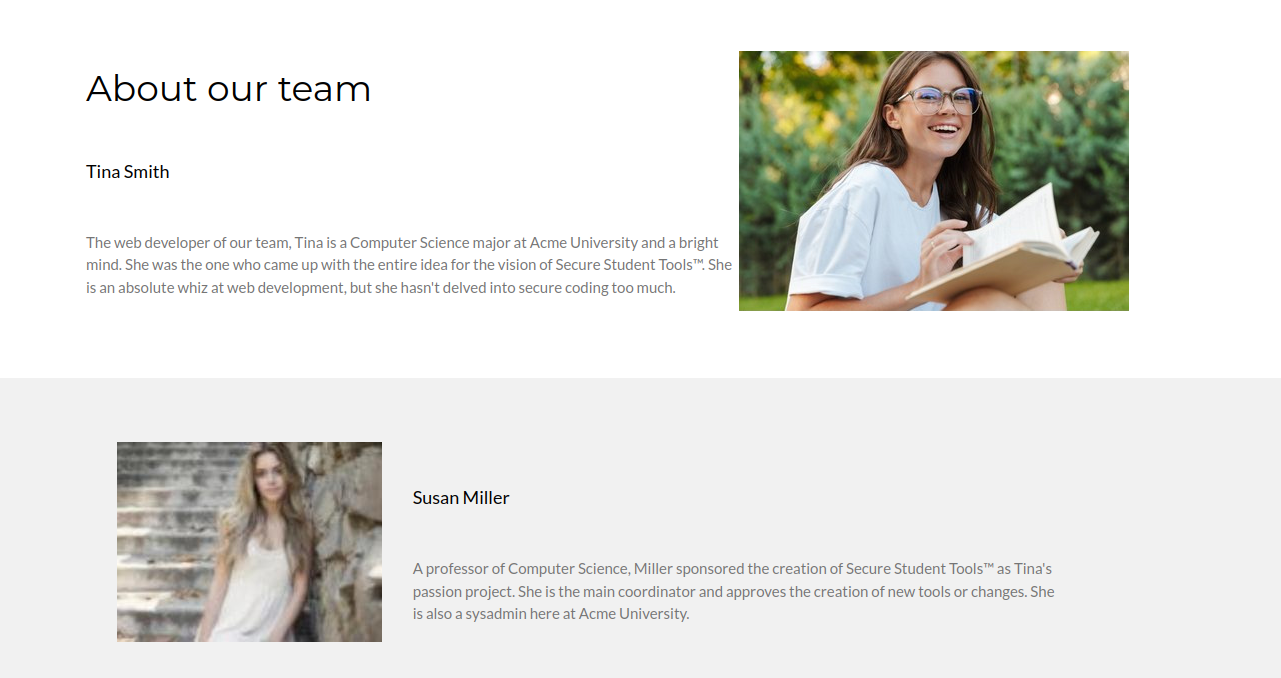 About our team
Tina Smith
The web developer of our team, Tina is a Computer Science major at Acme University and a bright
mind. She was the one who came up with the entire idea for the vision of Secure Student Tools™. She
is an absolute whiz at web development, but she hasn't delved into secure coding too much.
Susan Miller
A professor of Computer Science, Miller sponsored the creation of Secure Student Tools™ as Tina's
passion project. She is the main coordinator and approves the creation of new tools or changes. She
is also a sysadmin here at Acme University.